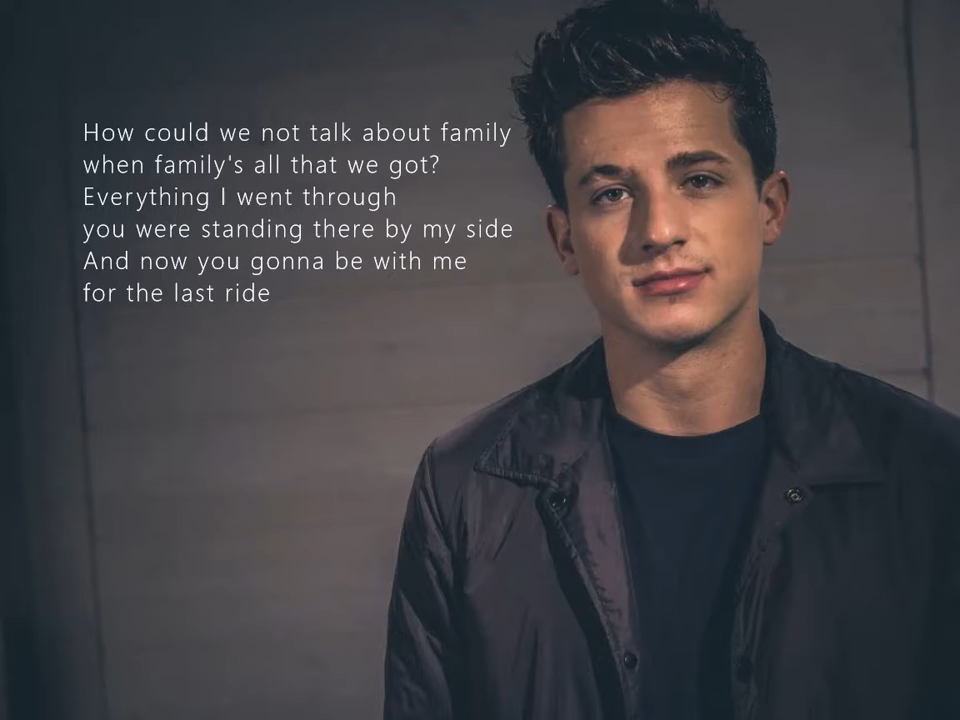 How could we not talk about family
when family's all that we got?
Everything I went through
you were standing there by my side
And now you gonna be with me
for the last ride